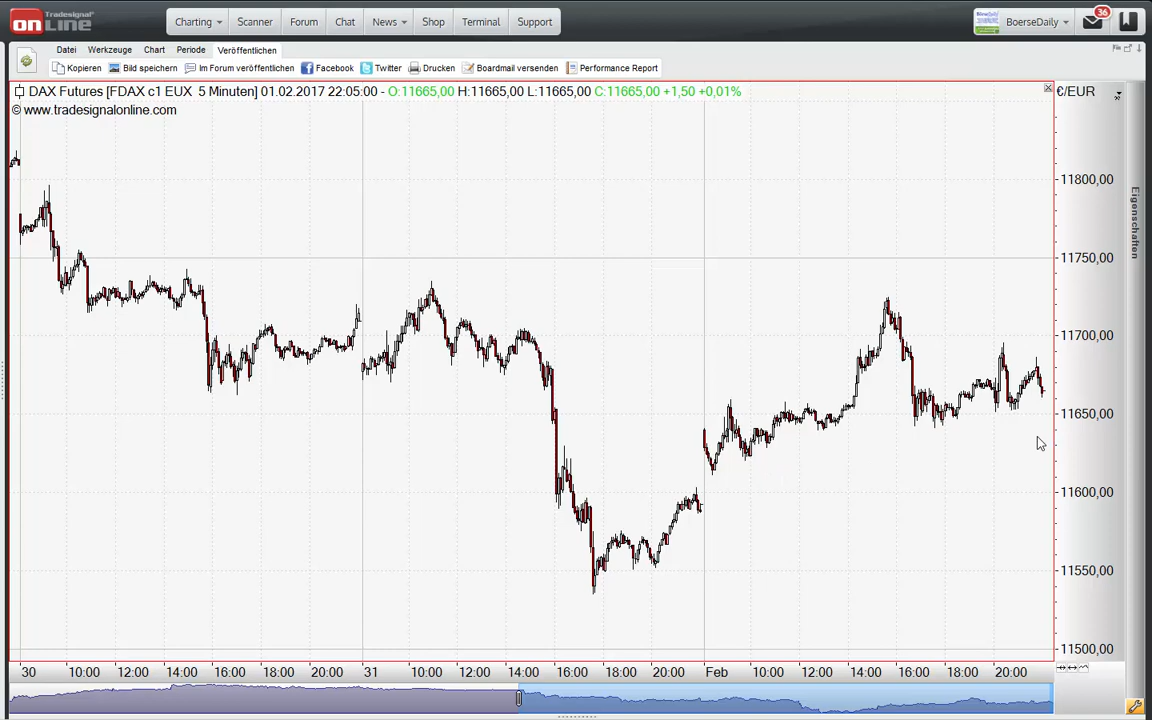 Tradesignal
onLine
Charting Scanner Forum Chat News Shop Terminal Support
BoerseDaily 36
Datei Werkzeuge Chart Periode Veröffentlichen
Kopieren Bild speichern Im Forum veröffentlichen Facebook Twitter Drucken Boardmail versenden Performance Report
DAX Futures [FDAX c1 EUX 5 Minuten] 01.02.2017 22:05:00 - O:11665,00 H:11665,00 L:11665,00 C:11665,00 +1,50 +0,01%
€/EUR
© www.tradesignalonline.com
11800,00
Eigenschaften
11750,00
11700,00
11650,00
11600,00
11550,00
11500,00
30 10:00 12:00 14:00 16:00 18:00 20:00 31 10:00 12:00 14:00 16:00 18:00 20:00 Feb 10:00 12:00 14:00 16:00 18:00 20:00